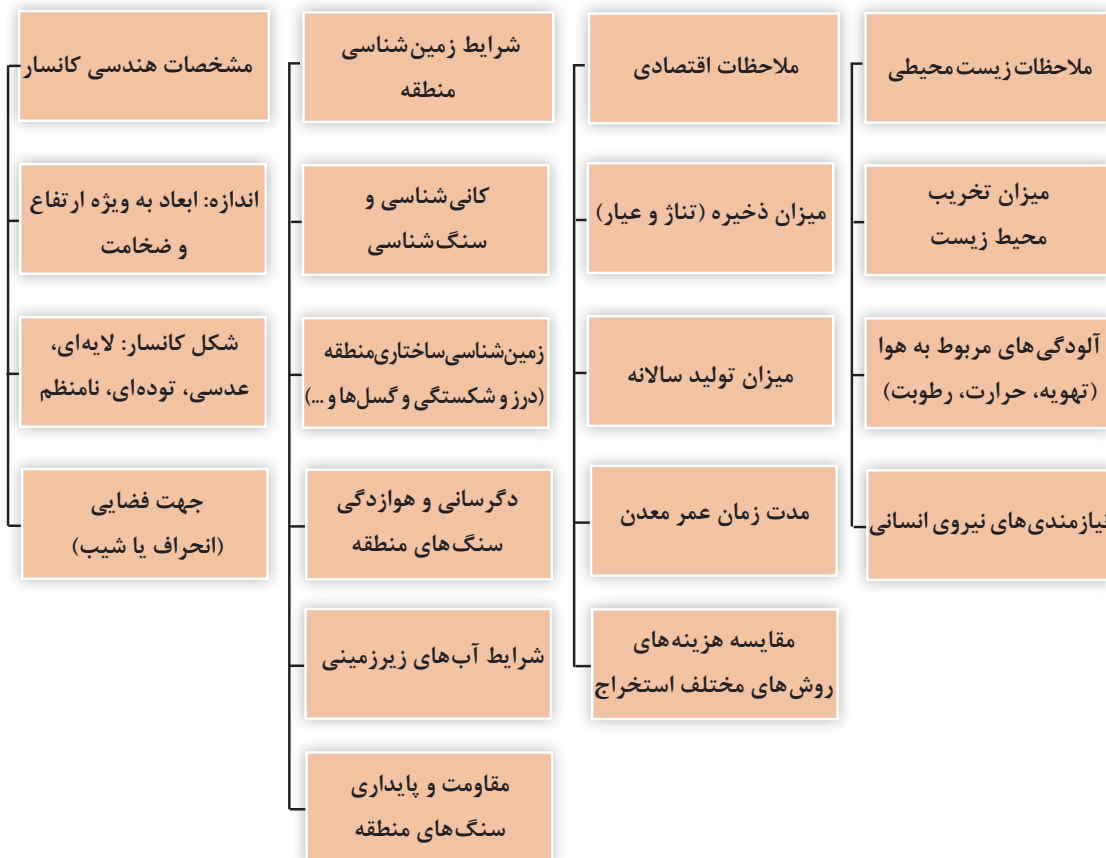 ملاحظات زیست محیطی
میزان تخریب
محیط زیست
آلودگی‌های مربوط به هوا
(تهویه، حرارت، رطوبت)
نیازمندی‌های نیروی انسانی
ملاحظات اقتصادی
میزان ذخیره (تناژ و عیار)
میزان تولید سالانه
مدت زمان عمر معدن
مقایسه هزینه‌های
روش‌های مختلف استخراج
شرایط زمین‌شناسی
منطقه
کانی‌شناسی و
سنگ‌شناسی
زمین‌شناسی ساختاری منطقه
(درز و شکستگی و گسل‌ها و ...)
دگرسانی و هوازدگی
سنگ‌های منطقه
شرایط آب‌های زیرزمینی
مقاومت و پایداری
سنگ‌های منطقه
مشخصات هندسی کانسار
اندازه: ابعاد به ویژه ارتفاع
و ضخامت
شکل کانسار: لایه‌ای،
عدسی، توده‌ای، نامنظم
جهت فضایی
(انحراف یا شیب)